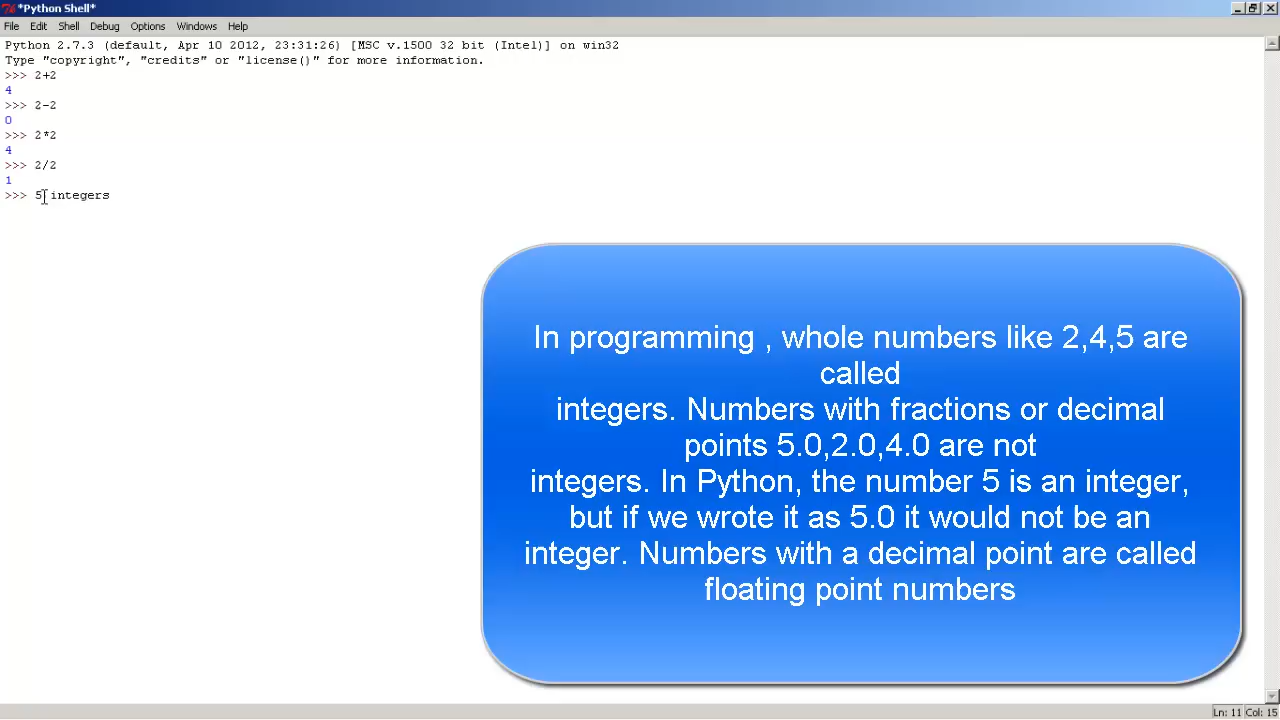 *Python Shell*
File Edit Shell Debug Options Windows Help
Python 2.7.3 (default, Apr 10 2012, 23:31:26) [MSC v.1500 32 bit (Intel)] on win32
Type "copyright", "credits" or "license()" for more information.
>>> 2+2
4
>>> 2-2
0
>>> 2*2
4
>>> 2/2
1
>>> 5 integers
In programming , whole numbers like 2,4,5 are
called
integers. Numbers with fractions or decimal
points 5.0,2.0,4.0 are not
integers. In Python, the number 5 is an integer,
but if we wrote it as 5.0 it would not be an
integer. Numbers with a decimal point are called
floating point numbers
Ln: 11 Col: 15